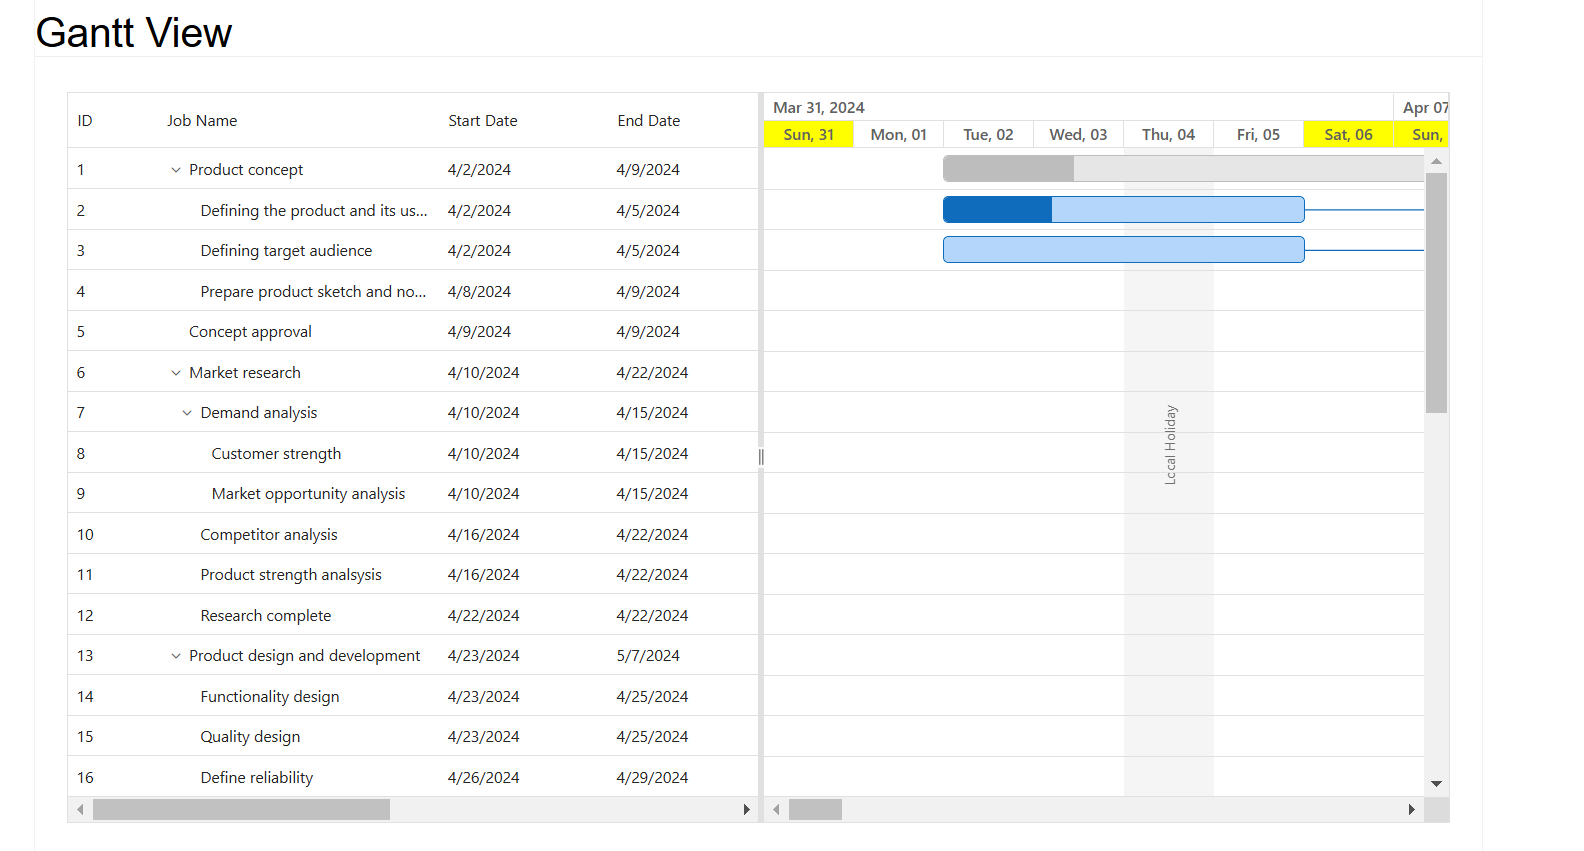 Gantt View
ID Job Name Start Date End Date
Mar 31, 2024 Apr 07
Sun, 31 Mon, 01 Tue, 02 Wed, 03 Thu, 04 Fri, 05 Sat, 06 Sun,
1 Product concept 4/2/2024 4/9/2024
2 Defining the product and its us... 4/2/2024 4/5/2024
3 Defining target audience 4/2/2024 4/5/2024
4 Prepare product sketch and no... 4/8/2024 4/9/2024
5 Concept approval 4/9/2024 4/9/2024
6 Market research 4/10/2024 4/22/2024
7 Demand analysis 4/10/2024 4/15/2024
8 Customer strength 4/10/2024 4/15/2024
9 Market opportunity analysis 4/10/2024 4/15/2024
10 Competitor analysis 4/16/2024 4/22/2024
11 Product strength analsysis 4/16/2024 4/22/2024
12 Research complete 4/22/2024 4/22/2024
13 Product design and development 4/23/2024 5/7/2024
14 Functionality design 4/23/2024 4/25/2024
15 Quality design 4/23/2024 4/25/2024
16 Define reliability 4/26/2024 4/29/2024
Local Holiday